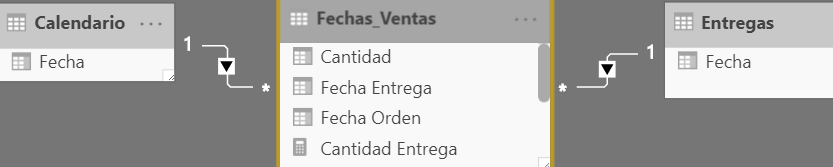 Calendario
Fecha
1
*
Fechas_Ventas
Cantidad
Fecha Entrega
Fecha Orden
Cantidad Entrega
*
1
Entregas
Fecha